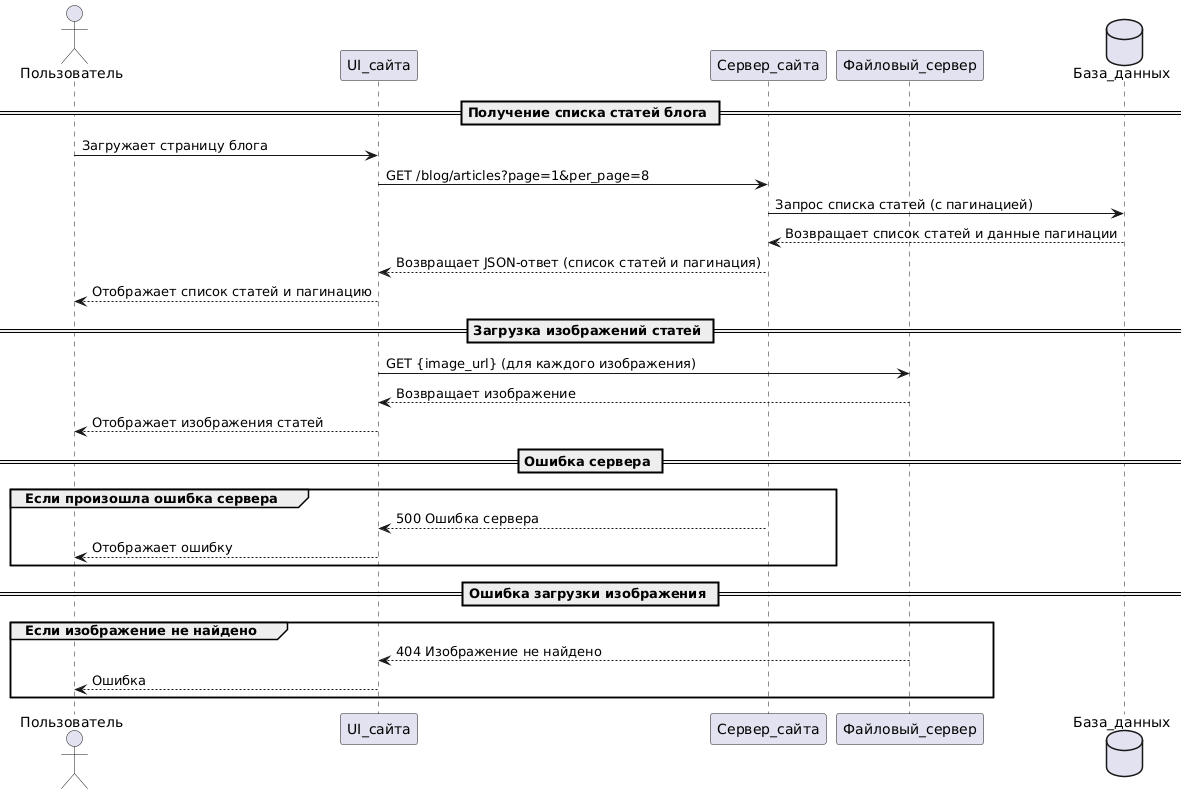 Пользователь
UI_сайта
Сервер_сайта
Файловый_сервер
База_данных
Получение списка статей блога
Загружает страницу блога
GET /blog/articles?page=1&per_page=8
Запрос списка статей (с пагинацией)
Возвращает список статей и данные пагинации
Возвращает JSON-ответ (список статей и пагинация)
Отображает список статей и пагинацию
Загрузка изображений статей
GET {image_url} (для каждого изображения)
Возвращает изображение
Отображает изображения статей
Ошибка сервера
Если произошла ошибка сервера
500 Ошибка сервера
Отображает ошибку
Ошибка загрузки изображения
Если изображение не найдено
404 Изображение не найдено
Ошибка
Пользователь
UI_сайта
Сервер_сайта
Файловый_сервер
База_данных